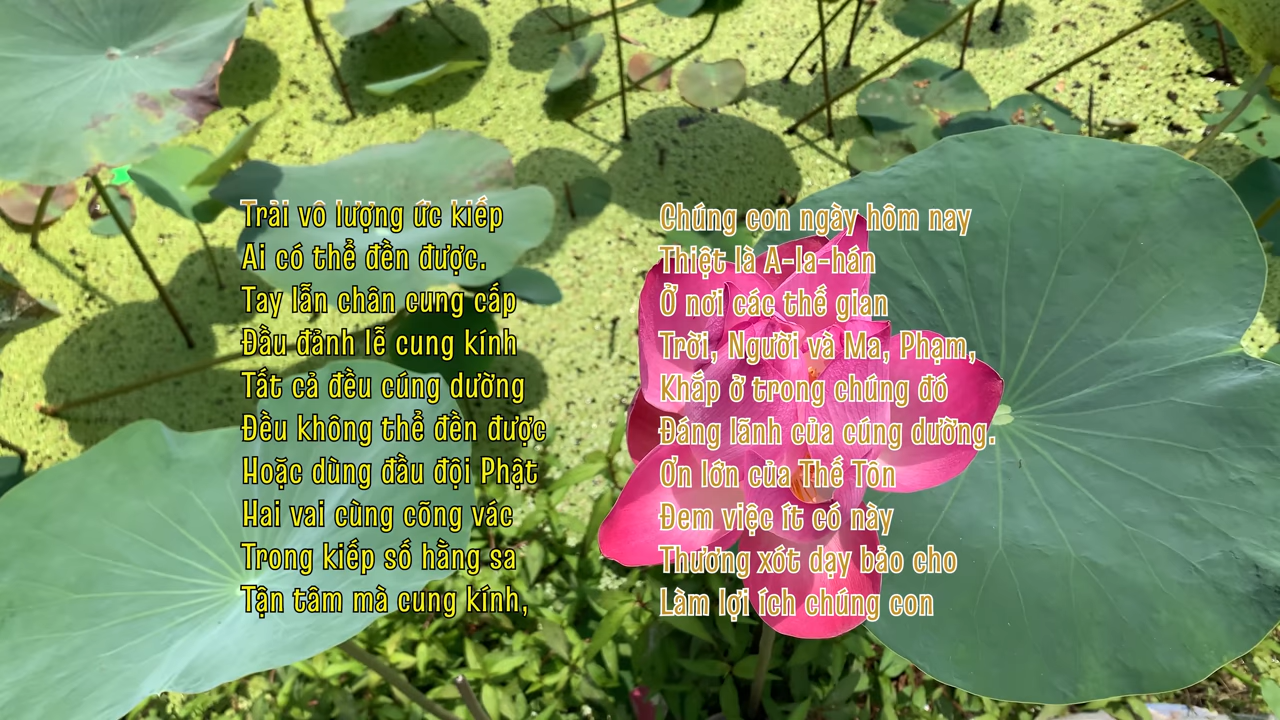 Trải vô lượng ức kiếp
Ai có thể đền được.
Tay lẫn chân cung cấp
Đầu đảnh lễ cung kính
Tất cả đều cúng dường
Đều không thể đền được
Hoặc dùng đầu đội Phật
Hai vai cùng cõng vác
Trong kiếp số hằng sa
Tận tâm mà cung kính,
Chúng con ngày hôm nay
Thiệt là A-la-hán
Ở nơi các thế gian
Trời, Người và Ma, Phạm,
Khắp ở trong chúng đó
Đáng lãnh của cúng dường.
Ơn lớn của Thế Tôn
Đem việc ít có này
Thương xót dạy bảo cho
Làm lợi ích chúng con